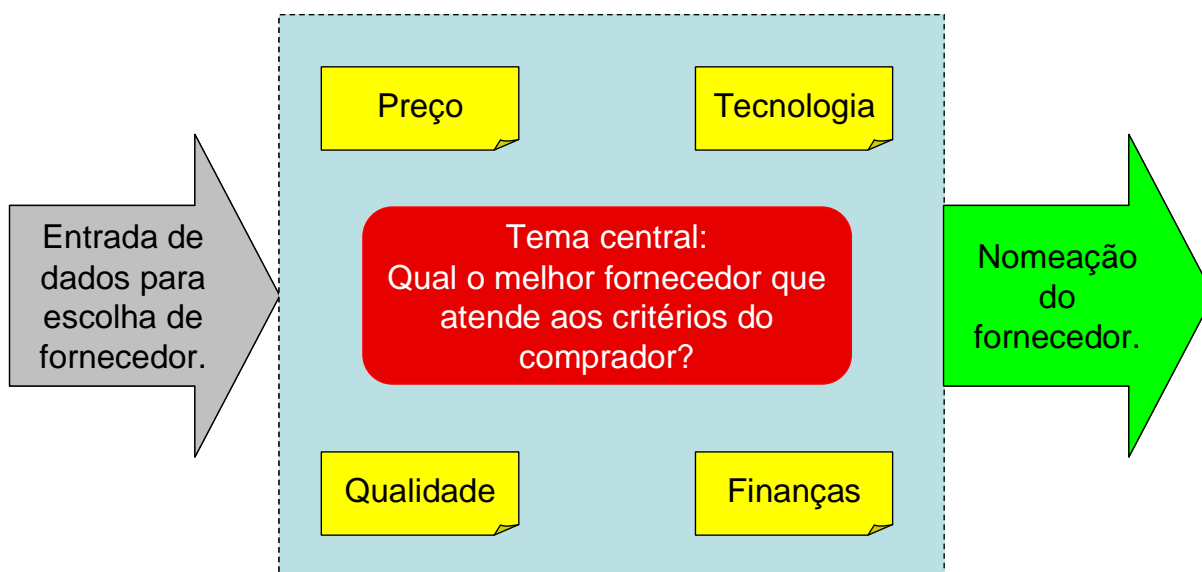 Preço
Tecnologia
Entrada de
dados para
escolha de
fornecedor.
Tema central:
Qual o melhor fornecedor que
atende aos critérios do
comprador?
Nomeação
do
fornecedor.
Qualidade
Finanças